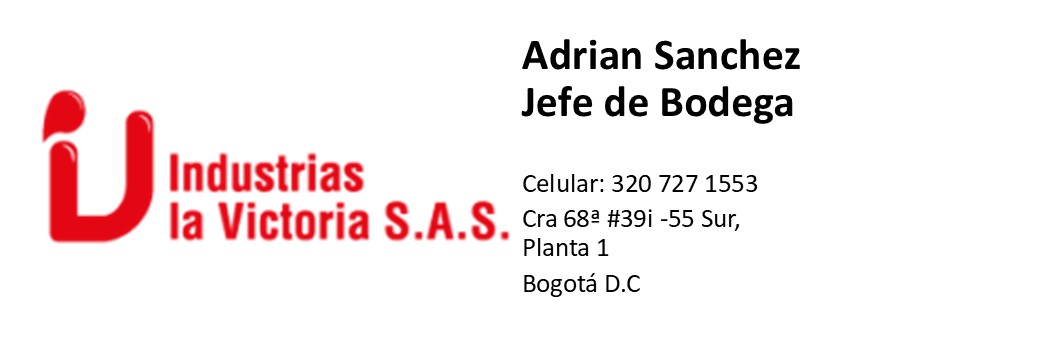 Adrian Sanchez
Jefe de Bodega
Industrias
la Victoria S.A.S.
Celular: 320 727 1553
Cra 68ª #39i -55 Sur,
Planta 1
Bogotá D.C